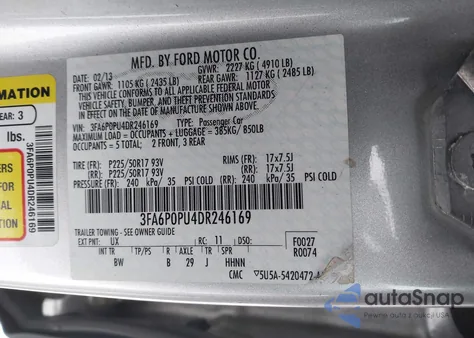 MFD. BY FORD MOTOR CO.
DATE: 02/13 GVWR: 2227 KG ( 4910 LB)
FRONT GAWR: 1105 KG ( 2435 LB) REAR GAWR: 1127 KG ( 2485 LB)
THIS VEHICLE CONFORMS TO ALL APPLICABLE FEDERAL MOTOR
VEHICLE SAFETY, BUMPER, AND THEFT PREVENTION STANDARDS
IN EFFECT ON THE DATE OF MANUFACTURE SHOWN ABOVE.
VIN: 3FA6P0PU4DR246169 TYPE: Passenger Car
MAXIMUM LOAD = OCCUPANTS + LUGGAGE = 385KG/ 850LB
OCCUPANTS = 5 TOTAL: 2 FRONT, 3 REAR
TIRE (FR): P225/50R17 93V RIMS (FR): 17x7.5J
(RR): P225/50R17 93V (RR): 17x7.5J
PRESSURE (FR): 240 kPa/ 35 PSI COLD (RR): 240 kPa/ 35 PSI COLD
3FA6P0PU4DR246169
TRAILER TOWING - SEE OWNER GUIDE
EXT PNT: UX RC: 11 DSO: F0027
INT TR TP/PS R AXLE TR SPR R0074
BW B 29 J HHNN
CMC 5U5A-5420472-A
MATION
EAR: 3
lbs.
3FA6P0PU4DR246169
ERS
autoSnap